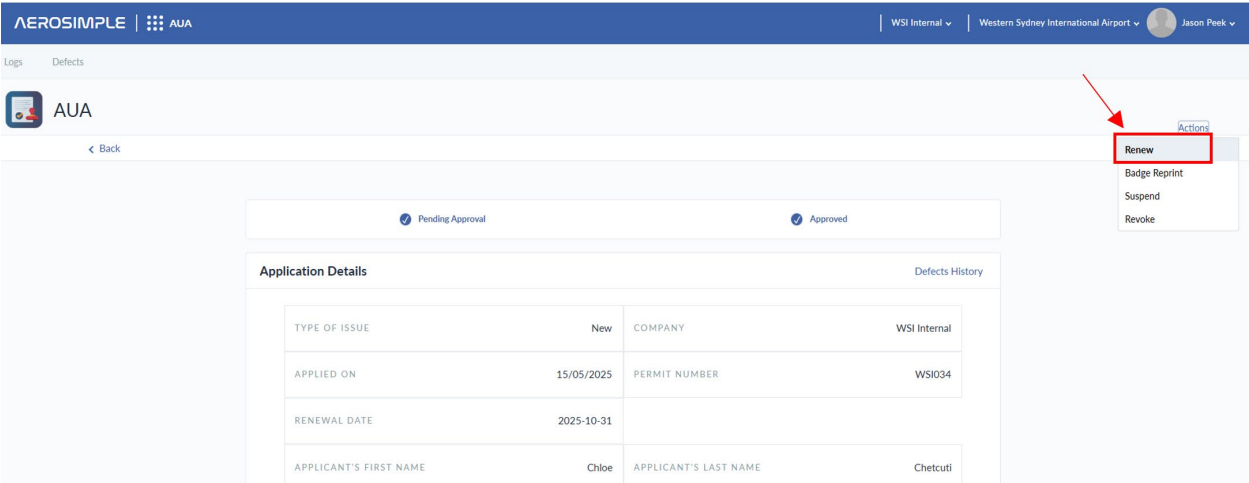 AEROSIMPLE AUA WSI Internal Western Sydney International Airport Jason Peek
Logs Defects
AUA
Actions
Back
Renew
Badge Reprint
Suspend
Revoke
Pending Approval Approved
Application Details Defects History
TYPE OF ISSUE New COMPANY WSI Internal
APPLIED ON 15/05/2025 PERMIT NUMBER WSI034
RENEWAL DATE 2025-10-31
APPLICANT'S FIRST NAME Chloe APPLICANT'S LAST NAME Chetcuti